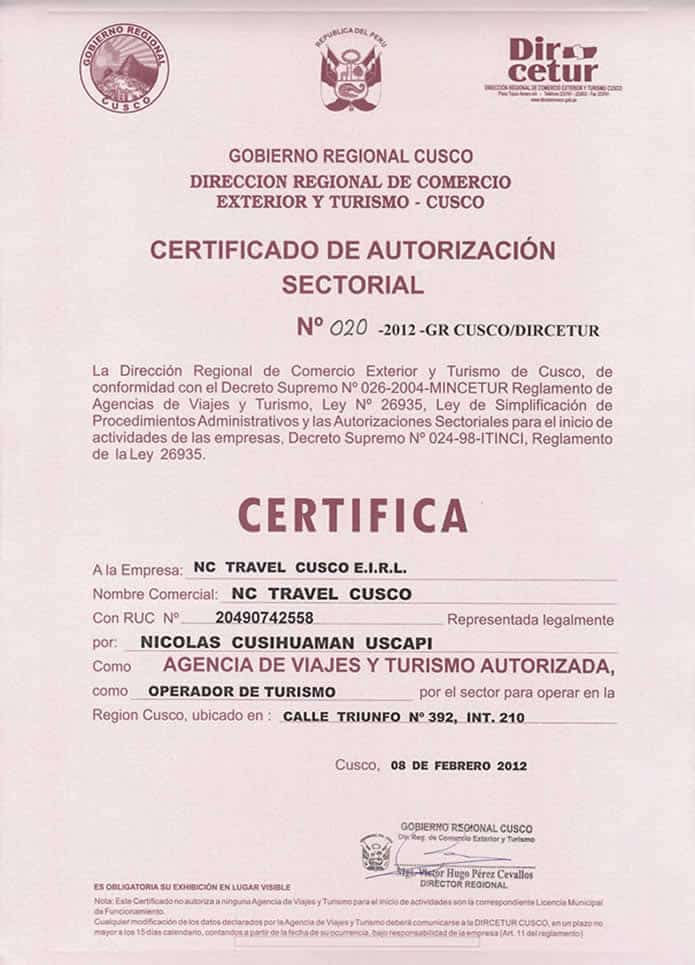 GOBIERNO REGIONAL
CUSCO
REPUBLICA DEL PERU
Dir
cetur
DIRECCIÓN REGIONAL DE COMERCIO EXTERIOR Y TURISMO CUSCO
GOBIERNO REGIONAL CUSCO
DIRECCION REGIONAL DE COMERCIO
EXTERIOR Y TURISMO - CUSCO
CERTIFICADO DE AUTORIZACIÓN
SECTORIAL
Nº 020 -2012 -GR CUSCO/DIRCETUR
La Dirección Regional de Comercio Exterior y Turismo de Cusco, de
conformidad con el Decreto Supremo Nº 026-2004-MINCETUR Reglamento de
Agencias de Viajes y Turismo, Ley Nº 26935, Ley de Simplificación de
Procedimientos Administrativos y las Autorizaciones Sectoriales para el inicio de
actividades de las empresas, Decreto Supremo Nº 024-98-ITINCI, Reglamento
de la Ley 26935.
CERTIFICA
A la Empresa: NC TRAVEL CUSCO E.I.R.L.
Nombre Comercial: NC TRAVEL CUSCO
Con RUC Nº 20490742558 Representada legalmente
por: NICOLAS CUSIHUAMAN USCAPI
Como AGENCIA DE VIAJES Y TURISMO AUTORIZADA,
como OPERADOR DE TURISMO por el sector para operar en la
Region Cusco, ubicado en : CALLE TRIUNFO Nº 392, INT. 210
Cusco, 08 DE FEBRERO 2012
GOBIERNO REGIONAL CUSCO
Dir. Reg. de Comercio Exterior y Turismo
Mgt. Victor Hugo Pérez Cevallos
DIRECTOR REGIONAL
ES OBLIGATORIA SU EXHIBICIÓN EN LUGAR VISIBLE
Nota: Este Certificado no autoriza a ninguna Agencia de Viajes y Turismo para el inicio de actividades son la correspondiente Licencia Municipal
de Funcionamiento.
Cualquier modificación de los datos declarados por la Agencia de Viajes y Turismo deberá comunicarse a la DIRCETUR CUSCO, en un plazo no
mayor a los 15 días calendario, contandos a partir de la fecha de su ocurrencia, bajo responsabilidad de la empresa (Art. 11 del reglamento)